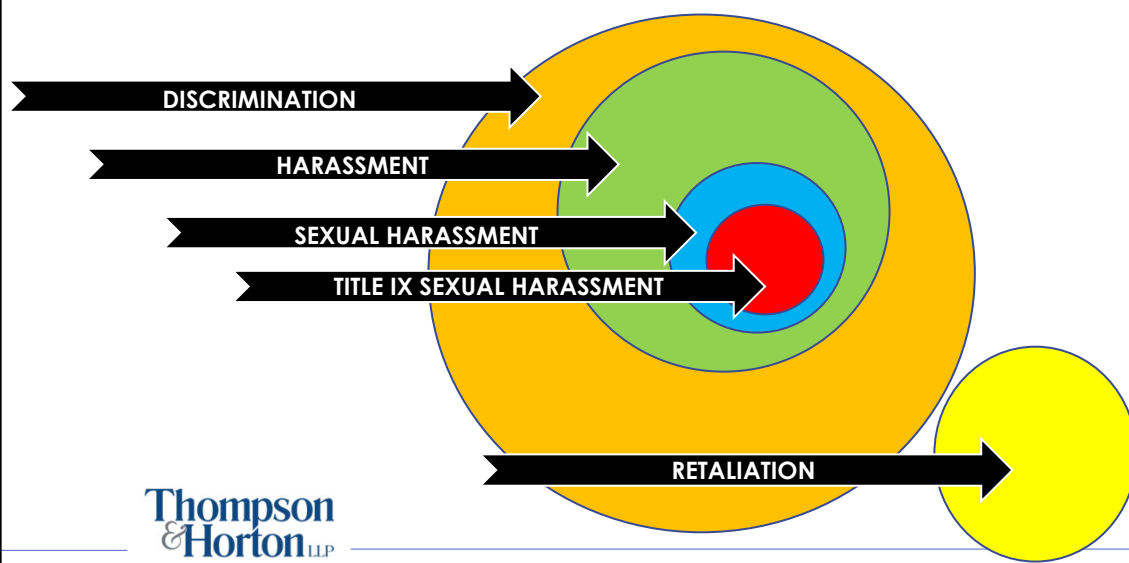 DISCRIMINATION
HARASSMENT
SEXUAL HARASSMENT
TITLE IX SEXUAL HARASSMENT
RETALIATION
Thompson
&Horton LLP